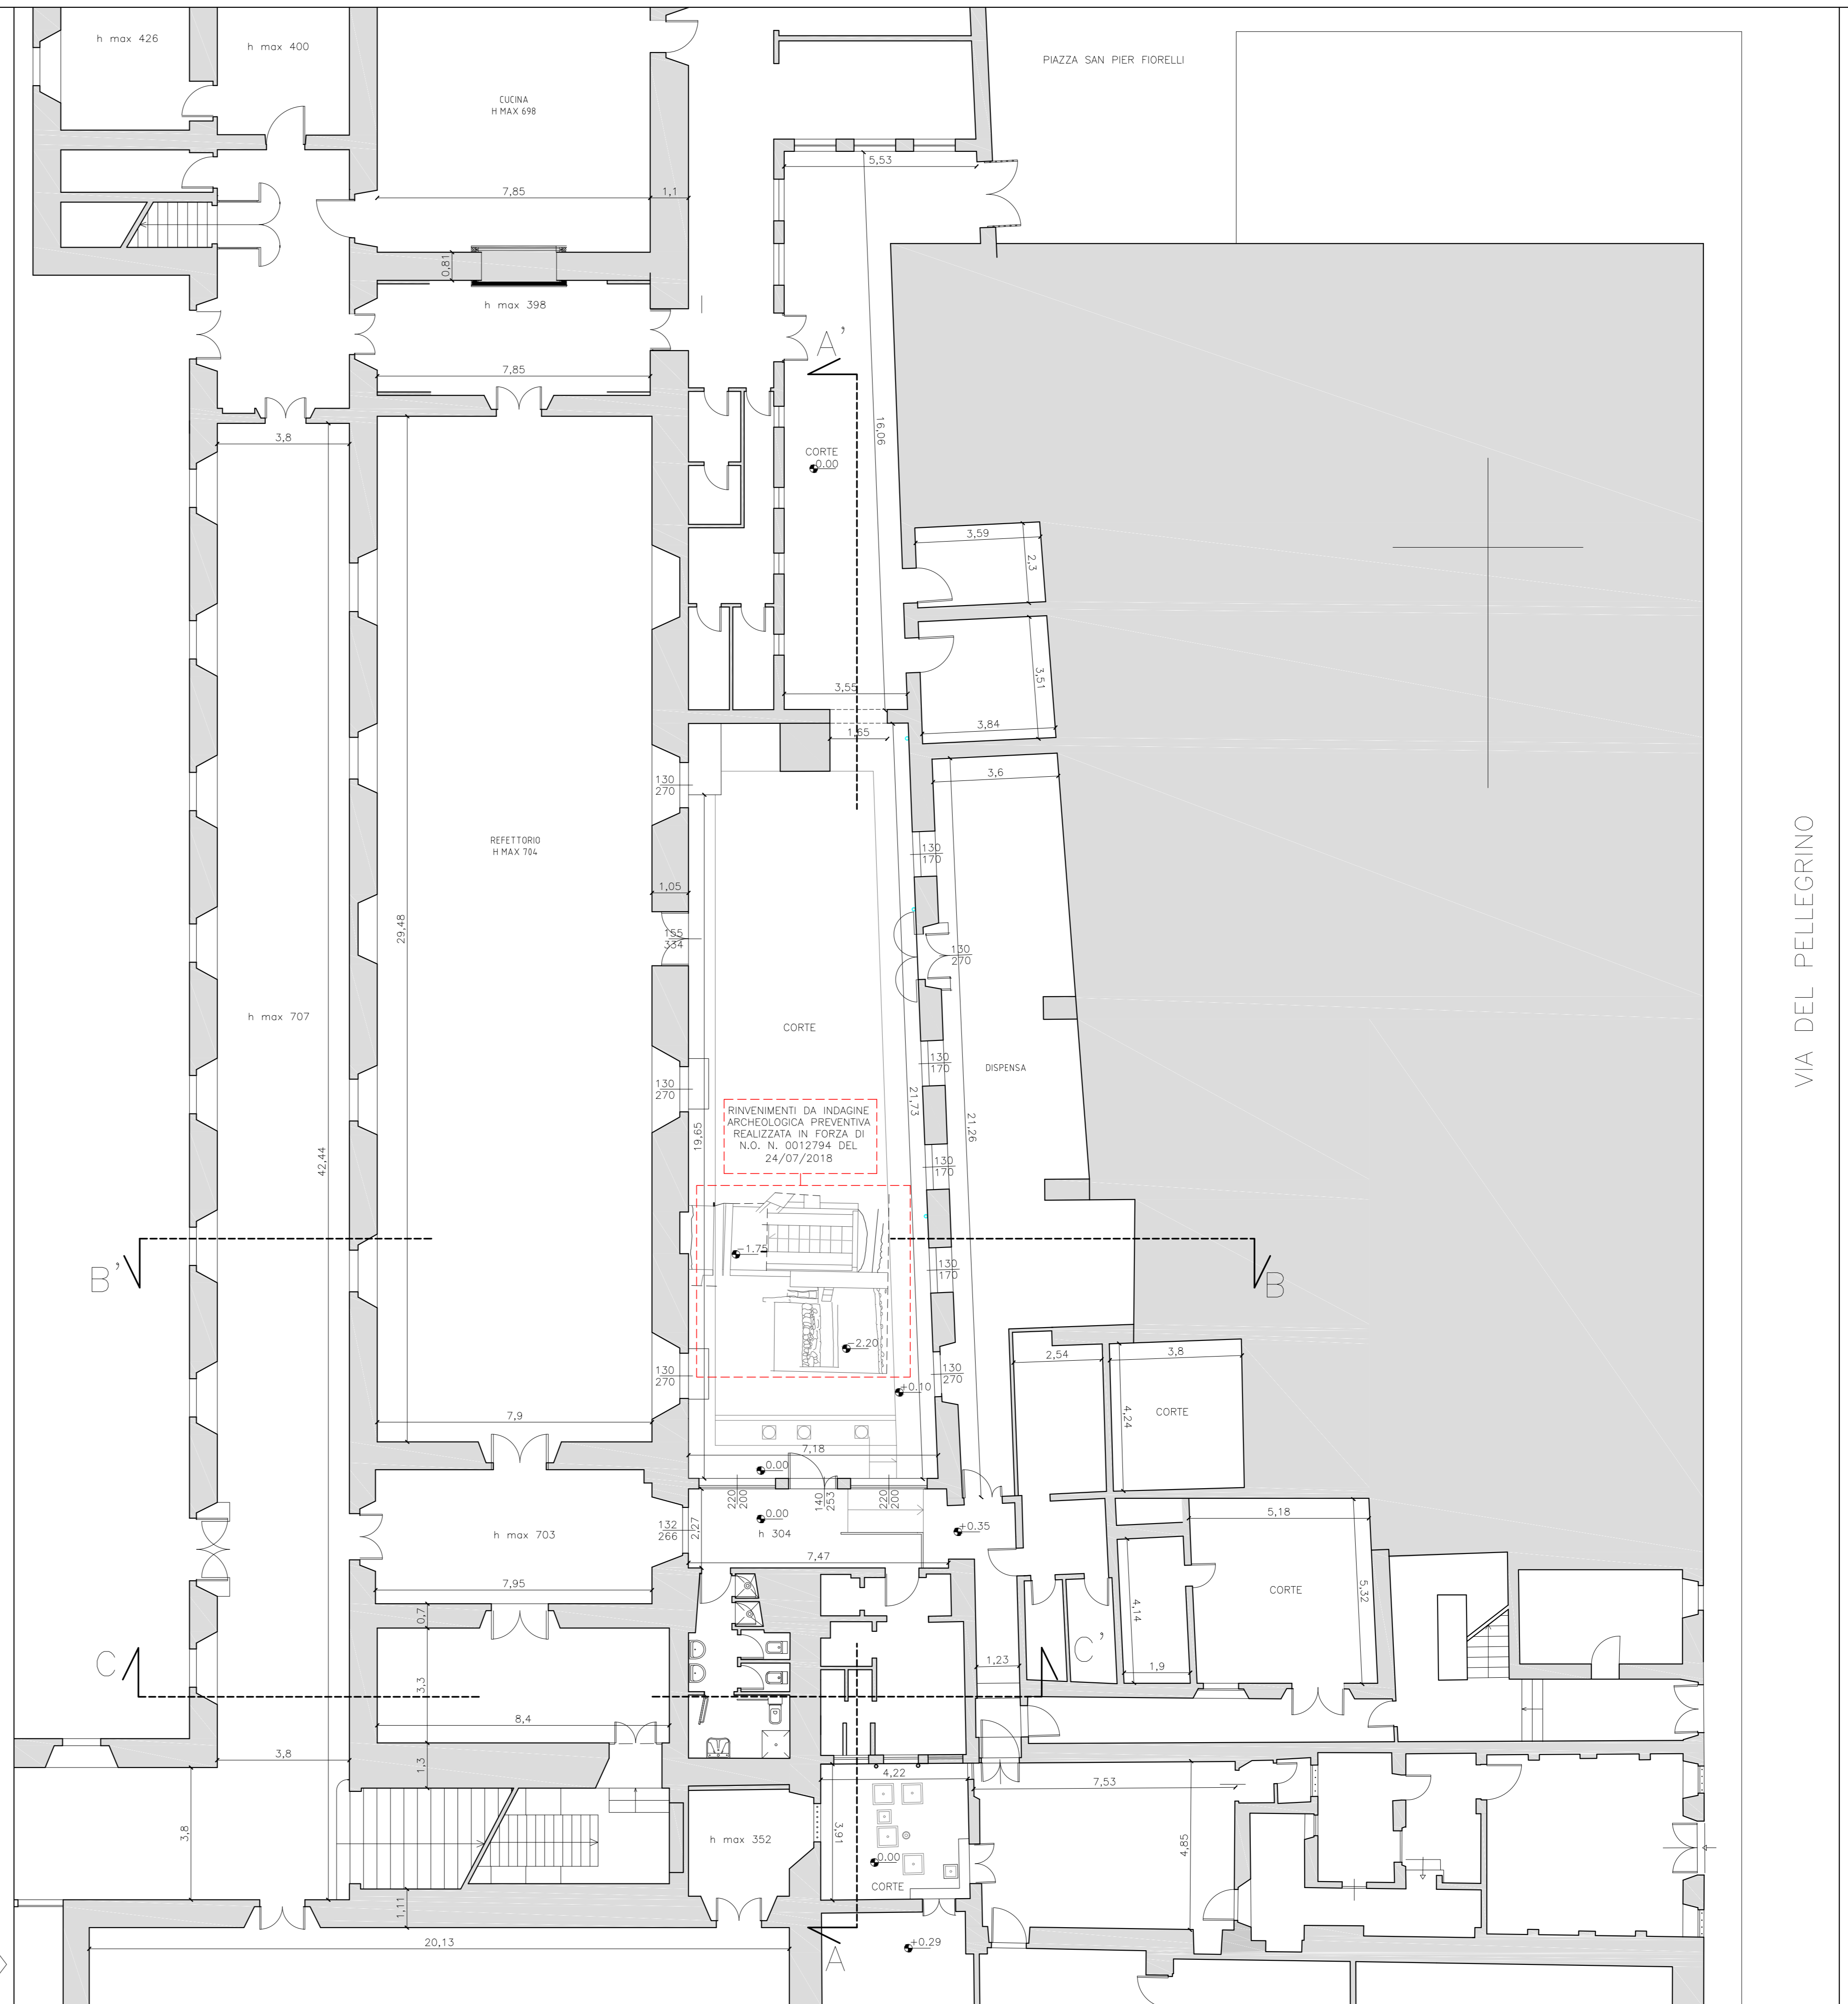 h max 426
h max 400
CUCINA
H MAX 698
PIAZZA SAN PIER FIORELLI
5,53
7,85
1,1
0,81
h max 398
A'
7,85
16,06
3,8
CORTE
0.00
3,59
2,3
3,51
3,55
3,84
1,65
3,6
130
270
REFETTORIO
H MAX 704
130
170
VIA DEL PELLEGRINO
1,05
29,48
155
334
130
270
h max 707
CORTE
130
270
130
170
DISPENSA
21,73
21,26
19,65
RINVENIMENTI DA INDAGINE
ARCHEOLOGICA PREVENTIVA
REALIZZATA IN FORZA DI
N.O. N. 0012794 DEL
24/07/2018
42,44
130
170
B'
-1.75
130
170
B
-2.20
2,54
3,8
130
270
130
270
+0.10
4,24
CORTE
7,9
7,18
0.00
220
200
140
253
220
200
5,18
h max 703
132
266
2,27
0.00
h 304
+0.35
7,47
7,95
CORTE
5,32
0,7
4,14
C
C'
1,23
1,9
3,3
8,4
3,8
1,3
4,22
7,53
3,8
h max 352
3,91
4,85
0.00
CORTE
1,11
20,13
A
+0.29